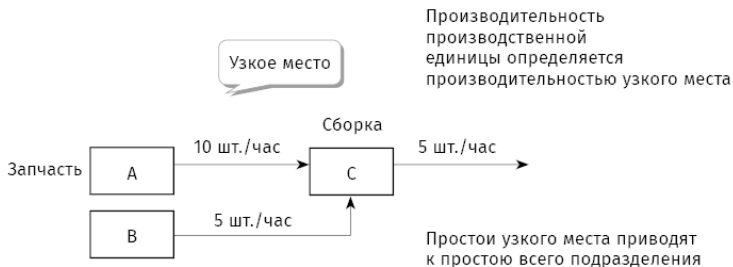 Производительность
производственной
единицы определяется
производительностью узкого места
Узкое место
Сборка
10 шт./час
5 шт./час
Запчасть
A
C
B
5 шт./час
Простои узкого места приводят
к простою всего подразделения